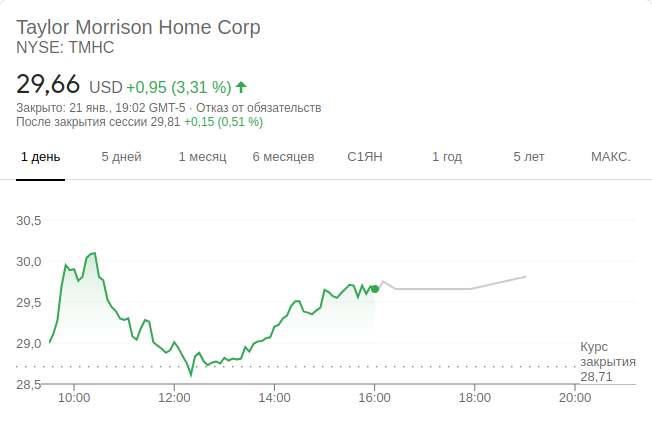 Taylor Morrison Home Corp
NYSE: TMHC
29,66 USD +0,95 (3,31 %)
Закрыто: 21 янв., 19:02 GMT-5 · Отказ от обязательств
После закрытия сессии 29,81 +0,15 (0,51 %)
1 день 5 дней 1 месяц 6 месяцев С1ЯН 1 год 5 лет МАКС.
30,5
30,0
29,5
29,0
28,5
Курс
закрытия
28,71
10:00 12:00 14:00 16:00 18:00 20:00